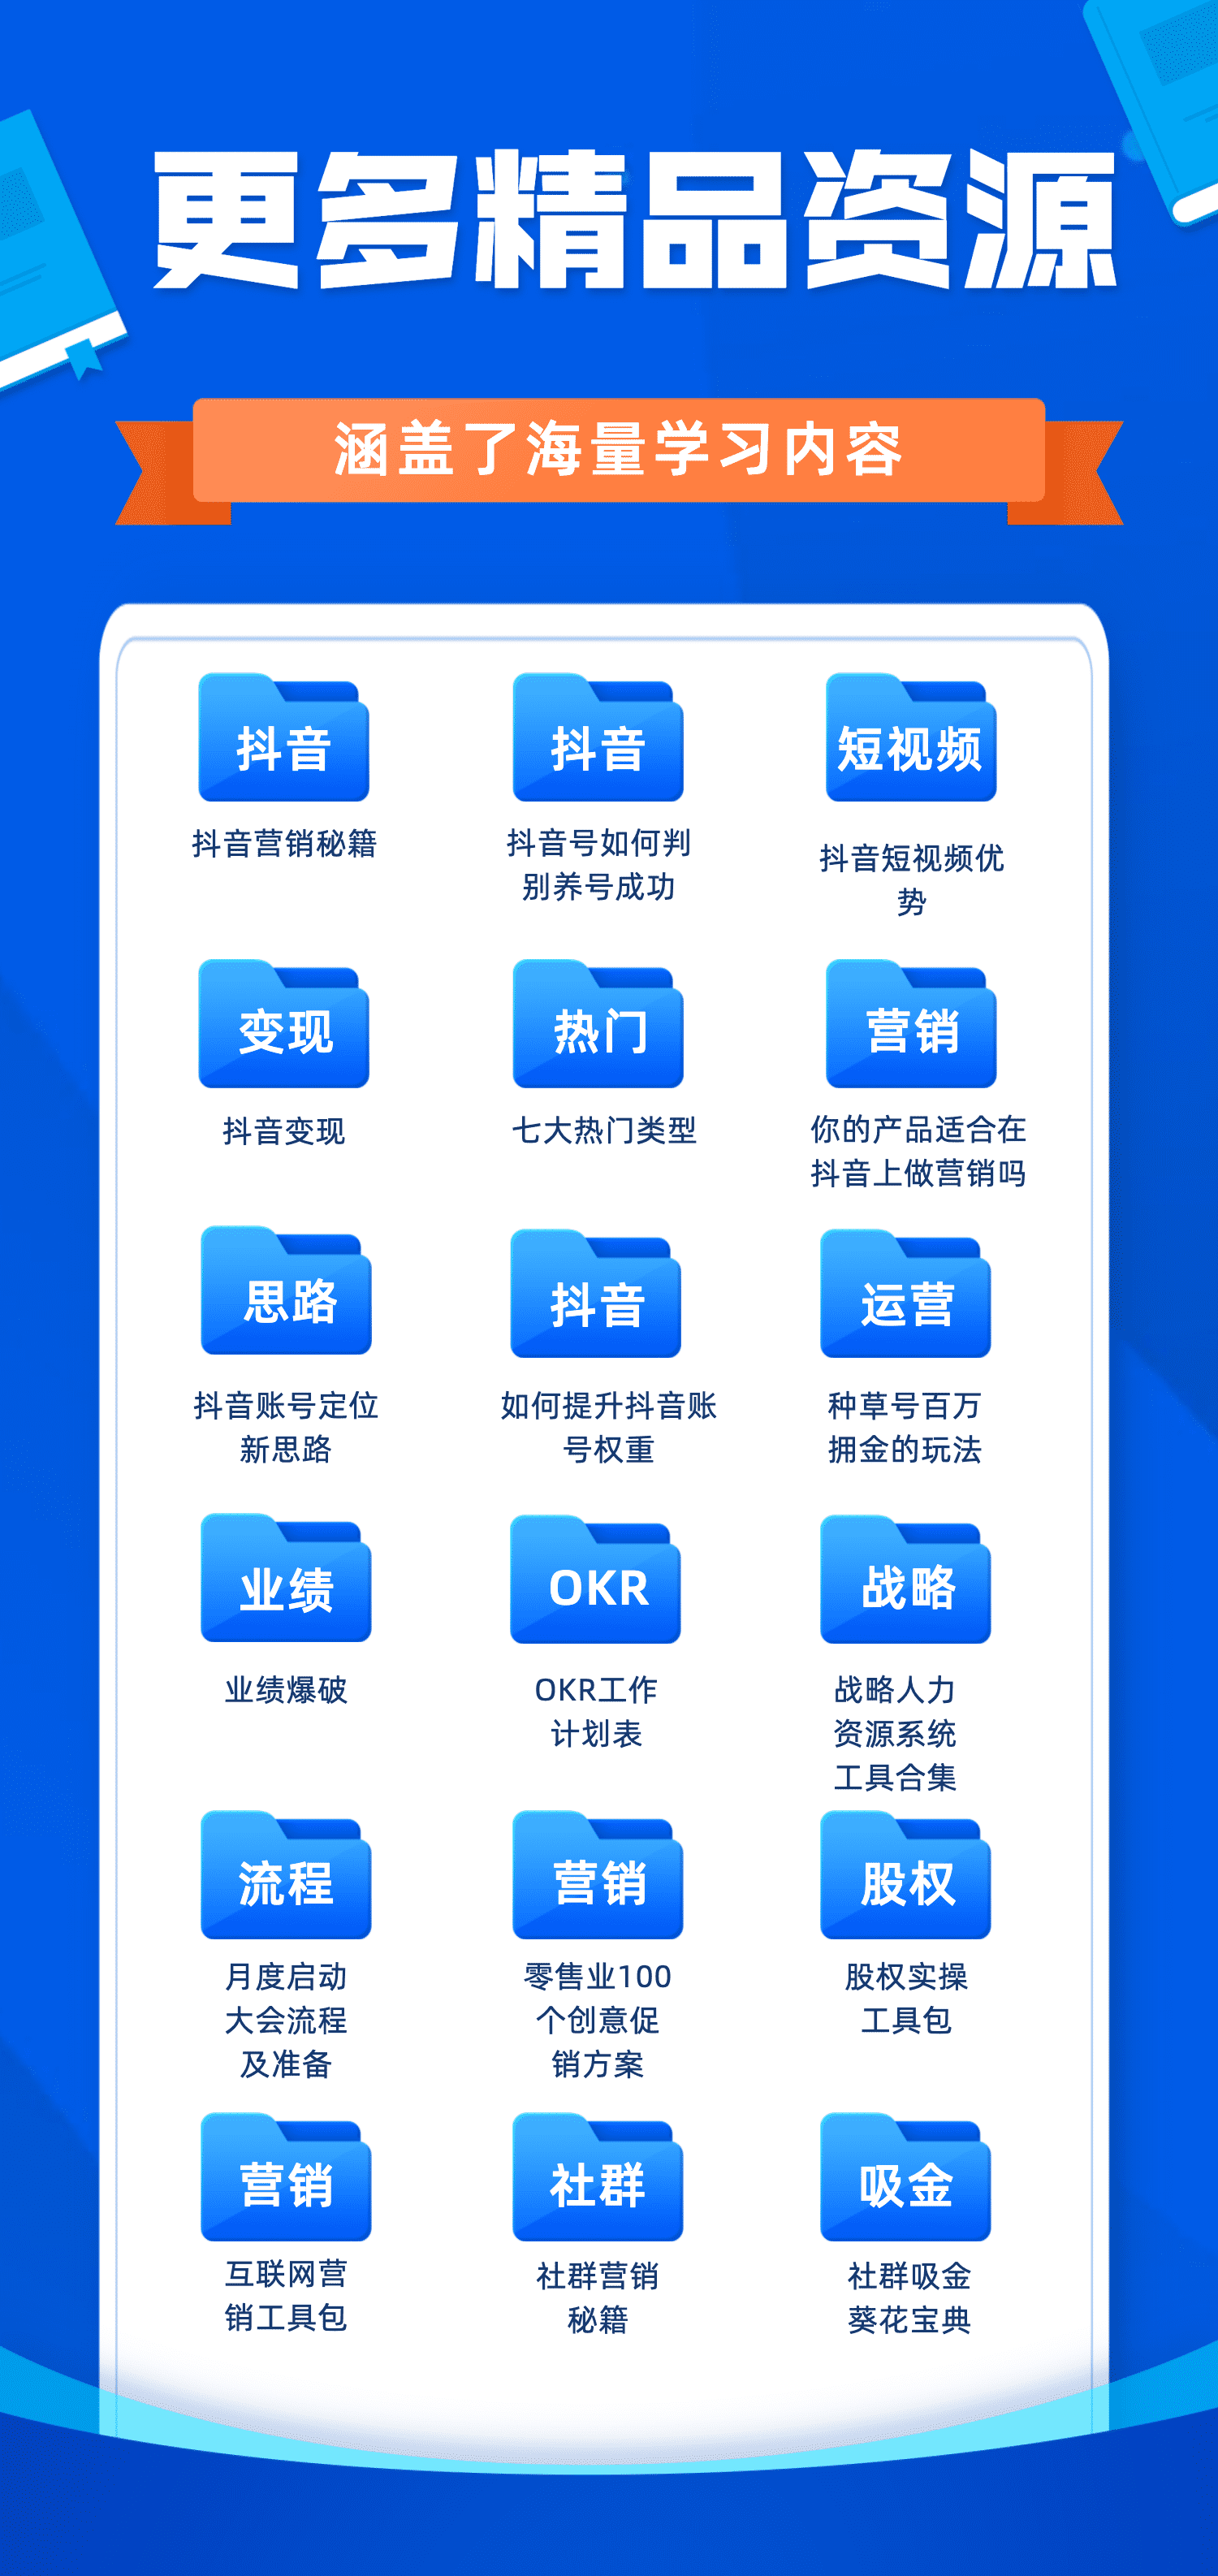 更多精品资源
涵盖了海量学习内容
抖音
抖音营销秘籍
抖音
抖音号如何判
别养号成功
短视频
抖音短视频优
势
变现
抖音变现
热门
七大热门类型
营销
你的产品适合在
抖音上做营销吗
思路
抖音账号定位
新思路
抖音
如何提升抖音账
号权重
运营
种草号百万
拥金的玩法
业绩
业绩爆破
OKR
OKR工作
计划表
战略
战略人力
资源系统
工具合集
流程
月度启动
大会流程
及准备
营销
零售业100
个创意促
销方案
股权
股权实操
工具包
营销
互联网营
销工具包
社群
社群营销
秘籍
吸金
社群吸金
葵花宝典